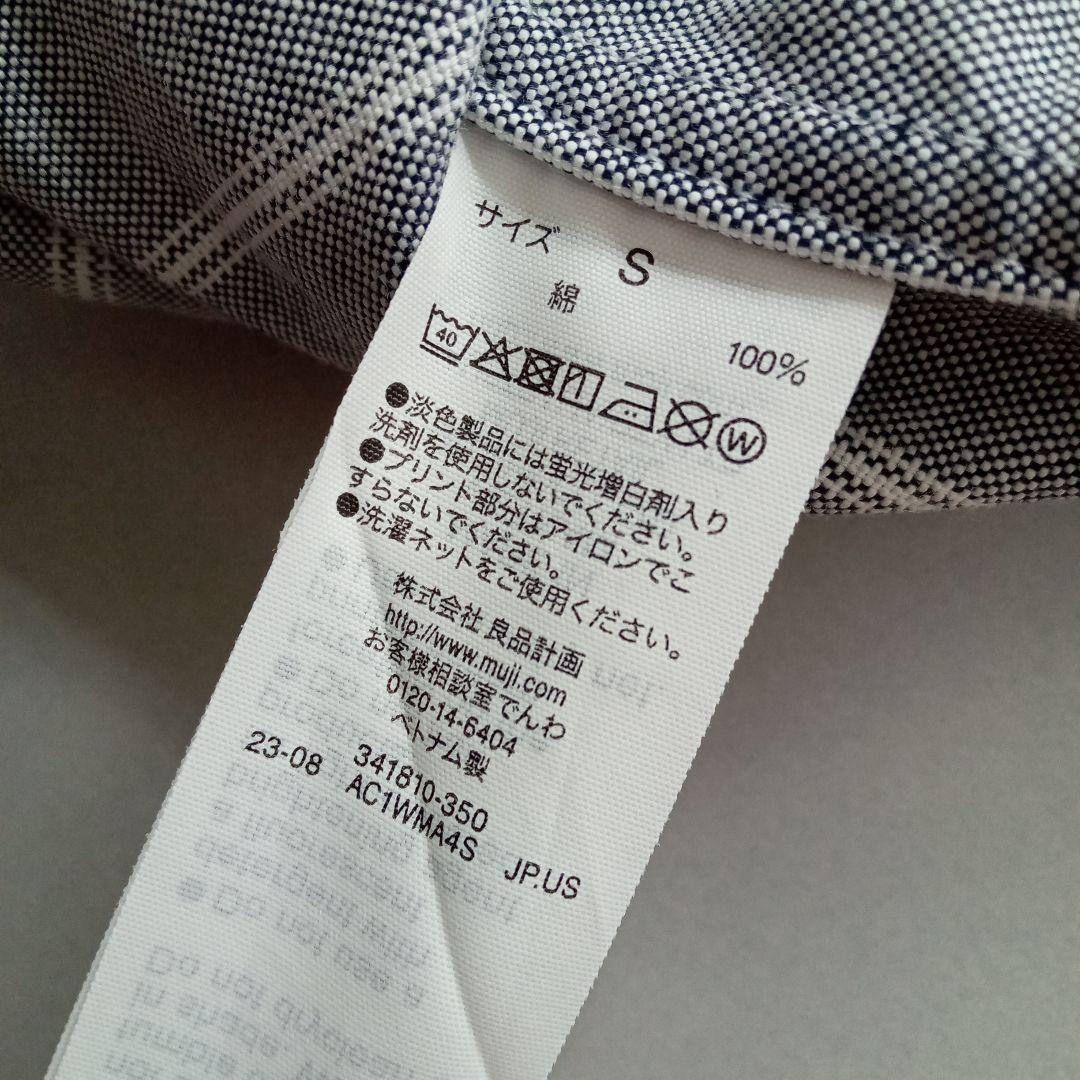 サイズ S
綿 100%
40 W
●淡色製品には蛍光増白剤入り
洗剤を使用しないでください。
●プリント部分はアイロンでこ
すらないでください。
●洗濯ネットをご使用ください。
株式会社 良品計画
http://www.muji.com
お客様相談室でんわ
0120-14-6404
ベトナム製
23-08 341810-350
AC1WMA4S JP.US